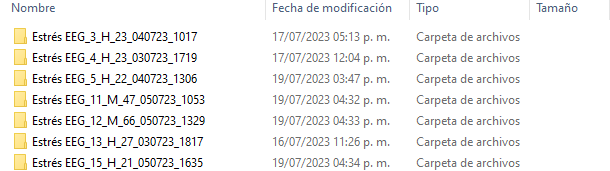 Nombre Fecha de modificación Tipo Tamaño
Estrés EEG_3_H_23_040723_1017 17/07/2023 05:13 p. m. Carpeta de archivos
Estrés EEG_4_H_23_030723_1719 17/07/2023 12:04 p. m. Carpeta de archivos
Estrés EEG_5_H_22_040723_1306 19/07/2023 03:47 p. m. Carpeta de archivos
Estrés EEG_11_M_47_050723_1053 19/07/2023 04:32 p. m. Carpeta de archivos
Estrés EEG_12_M_66_050723_1329 19/07/2023 04:33 p. m. Carpeta de archivos
Estrés EEG_13_H_27_030723_1817 16/07/2023 11:26 p. m. Carpeta de archivos
Estrés EEG_15_H_21_050723_1635 19/07/2023 04:34 p. m. Carpeta de archivos